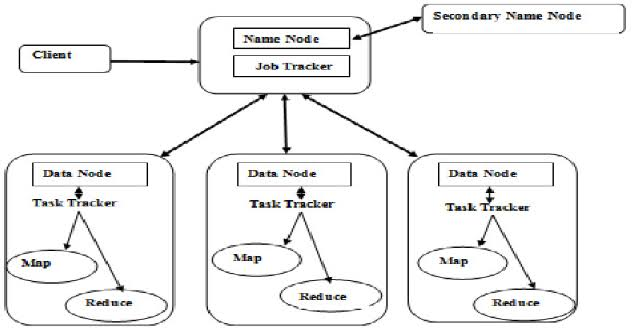 Secondary Name Node
Name Node
Client
Job Tracker
Data Node
Data Node
Data Node
Task Tracker
Task Tracker
Task Tracker
Map
Map
Map
Reduce
Reduce
Reduce